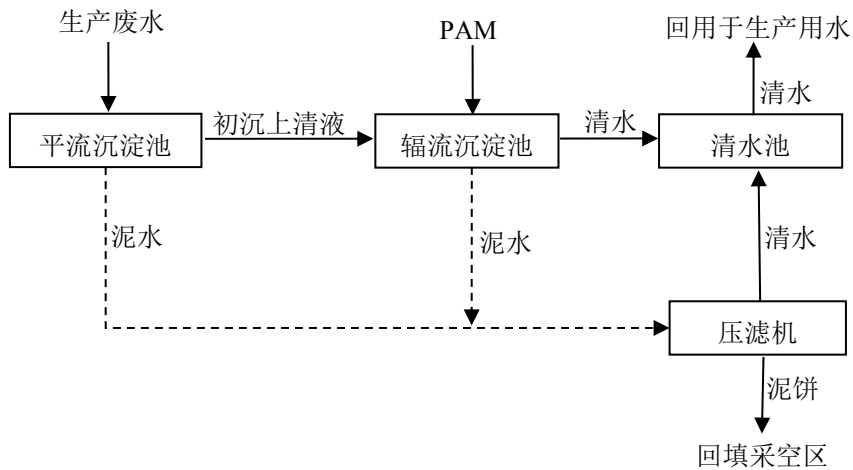 生产废水
PAM
回用于生产用水
清水
平流沉淀池
初沉上清液
辐流沉淀池
清水
清水池
泥水
泥水
清水
压滤机
泥饼
回填采空区